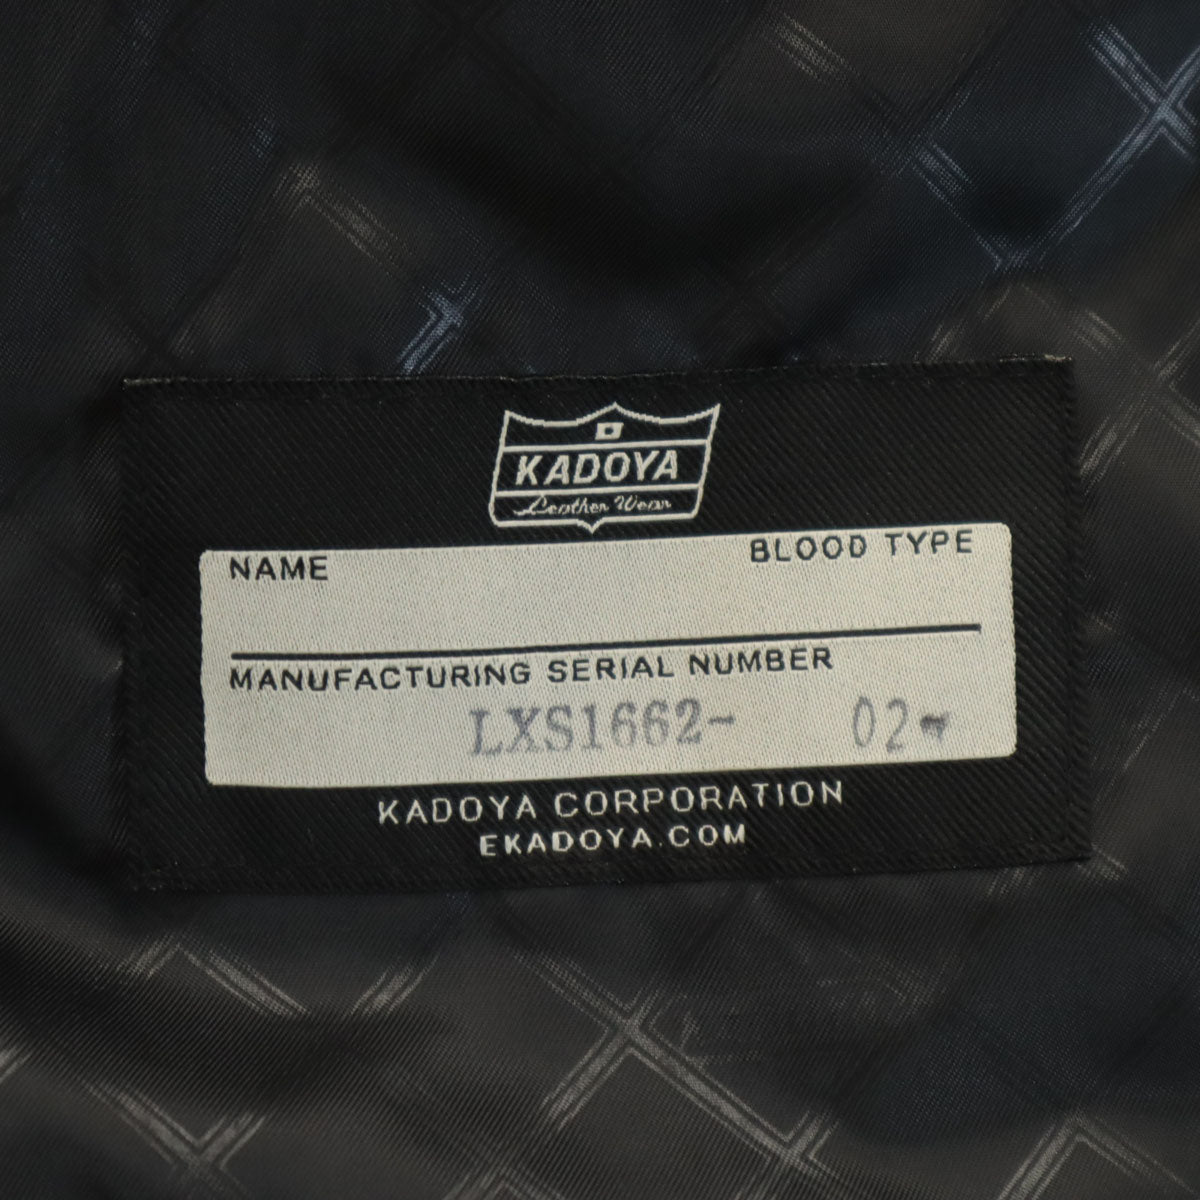 KADOYA
Leather Wear
NAME BLOOD TYPE
MANUFACTURING SERIAL NUMBER
LXS1662- 02
KADOYA CORPORATION
EKADOYA.COM